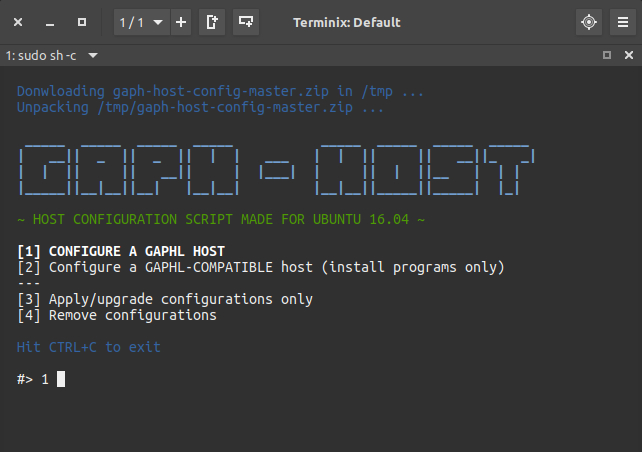 1 / 1
Terminix: Default
1: sudo sh -c
Donwloading gaph-host-config-master.zip in /tmp ...
Unpacking /tmp/gaph-host-config-master.zip ...
GAPH - HOST
~ HOST CONFIGURATION SCRIPT MADE FOR UBUNTU 16.04 ~
[1] CONFIGURE A GAPHL HOST
[2] Configure a GAPHL-COMPATIBLE host (install programs only)
---
[3] Apply/upgrade configurations only
[4] Remove configurations
Hit CTRL+C to exit
#> 1